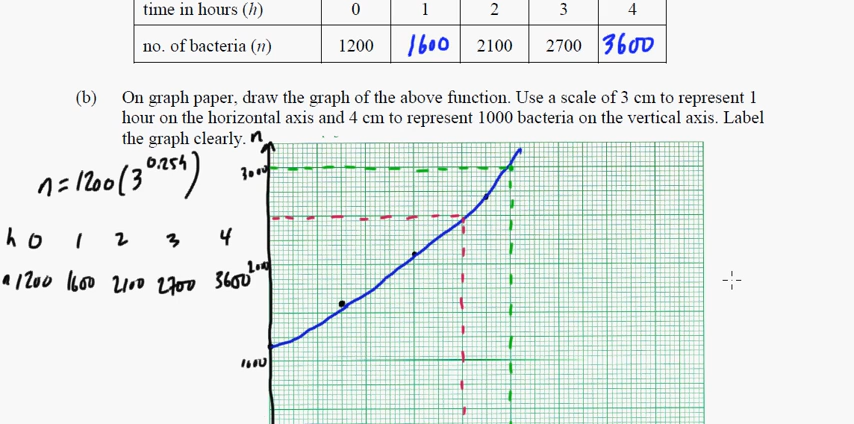 time in hours (h) 0 1 2 3 4
no. of bacteria (n) 1200 1600 2100 2700 3600
(b) On graph paper, draw the graph of the above function. Use a scale of 3 cm to represent 1
hour on the horizontal axis and 4 cm to represent 1000 bacteria on the vertical axis. Label
the graph clearly.
n
n=1200(3^0.25h)
3000
h 0 1 2 3 4
n 1200 1600 2100 2700 3600